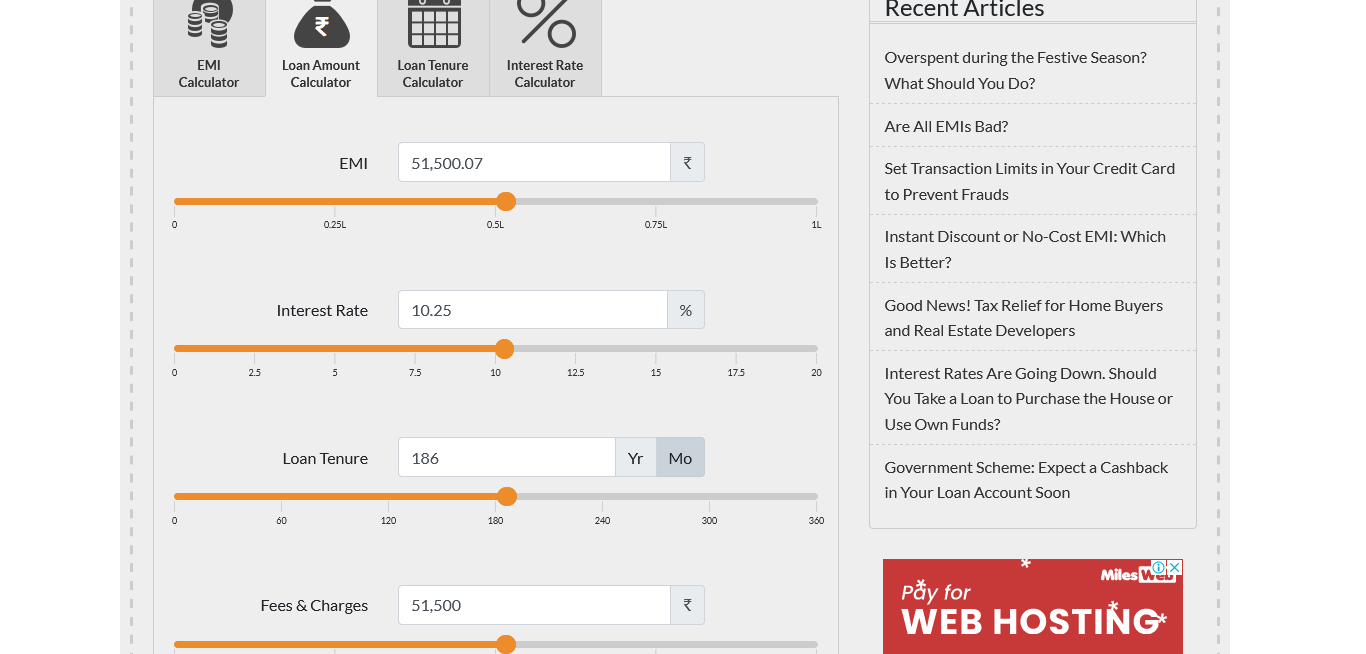 EMI
Calculator
Loan Amount
Calculator
Loan Tenure
Calculator
Interest Rate
Calculator
EMI
51,500.07
₹
0
0.25L
0.5L
0.75L
1L
Interest Rate
10.25
%
0
2.5
5
7.5
10
12.5
15
17.5
20
Loan Tenure
186
Yr
Mo
0
60
120
180
240
300
360
Fees & Charges
51,500
₹
Recent Articles
Overspent during the Festive Season?
What Should You Do?
Are All EMIs Bad?
Set Transaction Limits in Your Credit Card
to Prevent Frauds
Instant Discount or No-Cost EMI: Which
Is Better?
Good News! Tax Relief for Home Buyers
and Real Estate Developers
Interest Rates Are Going Down. Should
You Take a Loan to Purchase the House or
Use Own Funds?
Government Scheme: Expect a Cashback
in Your Loan Account Soon
MilesWeb
Pay for
WEB HOSTING